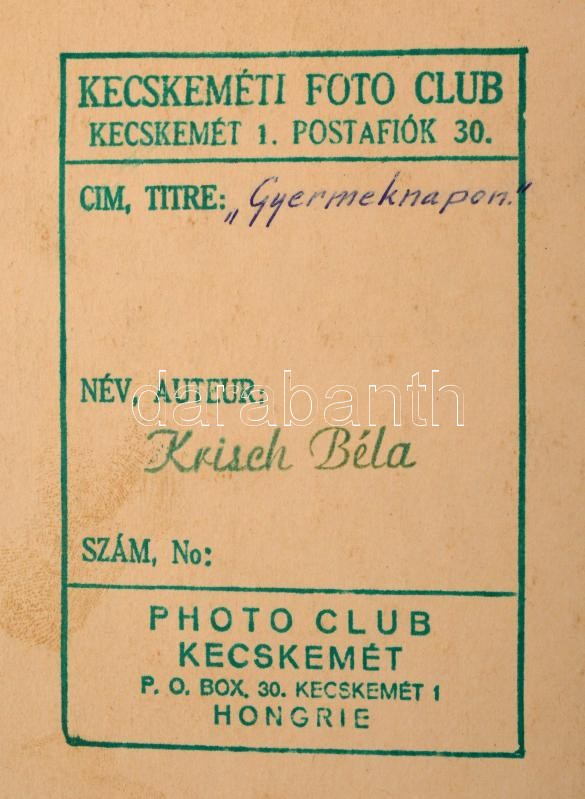 KECSKEMÉTI FOTO CLUB
KECSKEMÉT 1. POSTAFIÓK 30.
CIM, TITRE: „Gyermeknapon."
NÉV, AUTEUR:
darabanth
Krisch Béla
SZÁM, No:
PHOTO CLUB
KECSKEMÉT
P. O. BOX. 30. KECSKEMÉT 1
HONGRIE